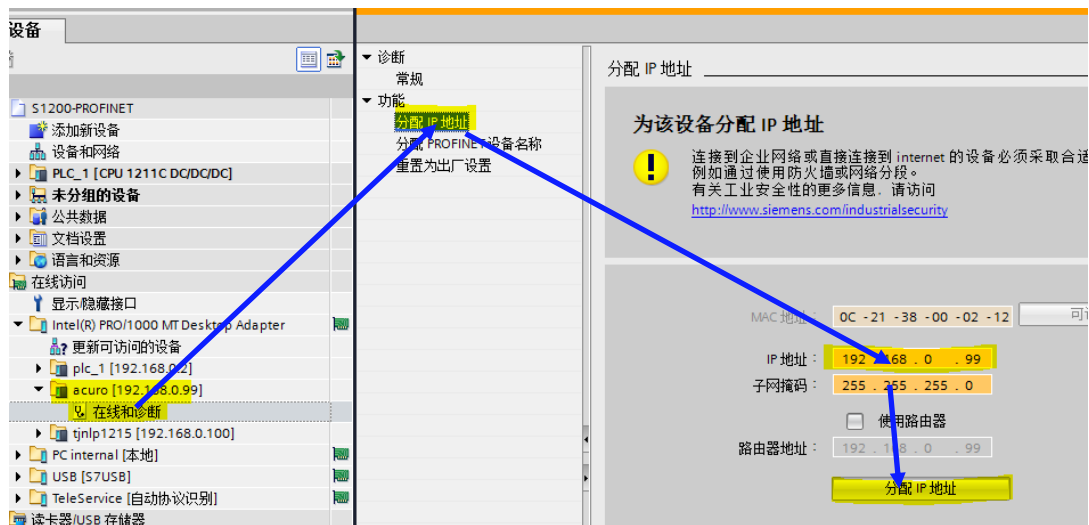 设备
S1200-PROFINET
添加新设备
设备和网络
PLC_1 [CPU 1211C DC/DC/DC]
未分组的设备
公共数据
文档设置
语言和资源
在线访问
显示/隐藏接口
Intel(R) PRO/1000 MT Desktop Adapter
更新可访问的设备
plc_1 [192.168.0.2]
acuro [192.168.0.99]
在线和诊断
tjnlp1215 [192.168.0.100]
PC internal [本地]
USB [S7USB]
TeleService [自动协议识别]
读卡器/USB 存储器
诊断
常规
功能
分配 IP 地址
分配 PROFINET 设备名称
重置为出厂设置
分配 IP 地址
为该设备分配 IP 地址
连接到企业网络或直接连接到 internet 的设备必须采取合适
例如通过使用防火墙或网络分段。
有关工业安全性的更多信息，请访问
http://www.siemens.com/industrialsecurity
MAC 地址： 0C - 21 - 38 - 00 - 02 - 12
IP 地址： 192 . 168 . 0 . 99
子网掩码： 255 . 255 . 255 . 0
使用路由器
路由器地址： 192 . 168 . 0 . 99
分配 IP 地址